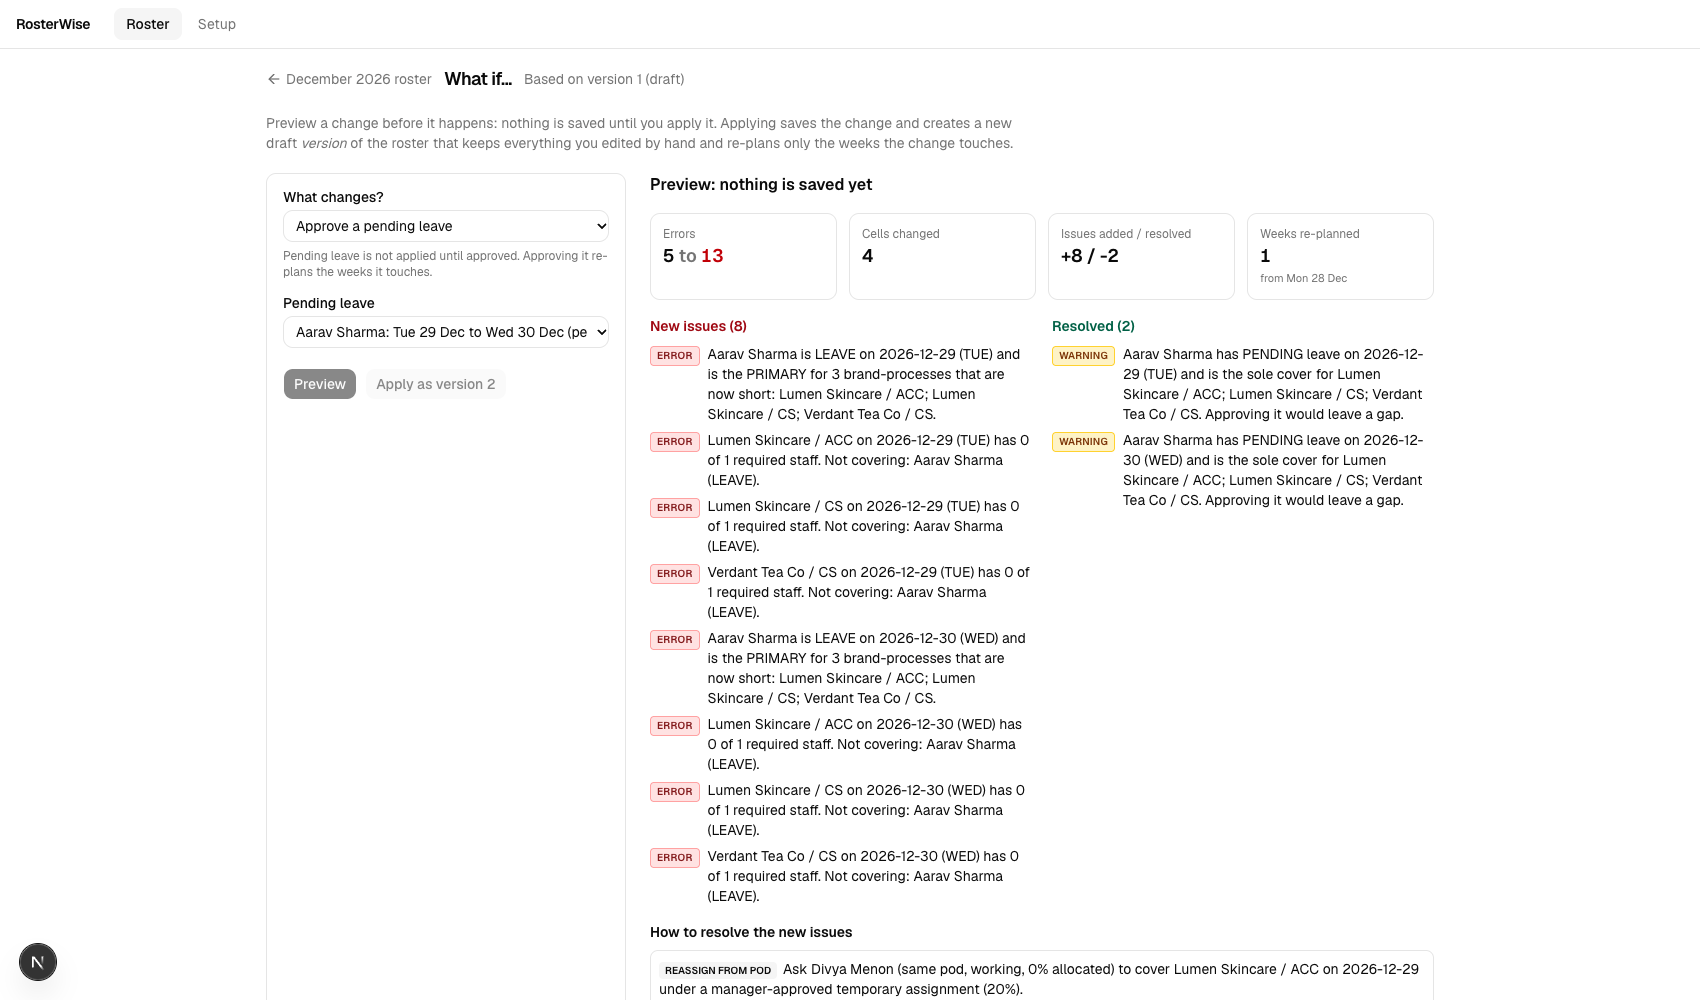 RosterWise
Roster
Setup
← December 2026 roster
What if...
Based on version 1 (draft)
Preview a change before it happens: nothing is saved until you apply it. Applying saves the change and creates a new
draft version of the roster that keeps everything you edited by hand and re-plans only the weeks the change touches.
What changes?
Approve a pending leave
Pending leave is not applied until approved. Approving it re-
plans the weeks it touches.
Pending leave
Aarav Sharma: Tue 29 Dec to Wed 30 Dec (pe
Preview
Apply as version 2
Preview: nothing is saved yet
Errors
5 to 13
Cells changed
4
Issues added / resolved
+8 / -2
Weeks re-planned
1
from Mon 28 Dec
New issues (8)
ERROR
Aarav Sharma is LEAVE on 2026-12-29 (TUE) and
is the PRIMARY for 3 brand-processes that are
now short: Lumen Skincare / ACC; Lumen
Skincare / CS; Verdant Tea Co / CS.
ERROR
Lumen Skincare / ACC on 2026-12-29 (TUE) has 0
of 1 required staff. Not covering: Aarav Sharma
(LEAVE).
ERROR
Lumen Skincare / CS on 2026-12-29 (TUE) has 0
of 1 required staff. Not covering: Aarav Sharma
(LEAVE).
ERROR
Verdant Tea Co / CS on 2026-12-29 (TUE) has 0 of
1 required staff. Not covering: Aarav Sharma
(LEAVE).
ERROR
Aarav Sharma is LEAVE on 2026-12-30 (WED) and
is the PRIMARY for 3 brand-processes that are
now short: Lumen Skincare / ACC; Lumen
Skincare / CS; Verdant Tea Co / CS.
ERROR
Lumen Skincare / ACC on 2026-12-30 (WED) has
0 of 1 required staff. Not covering: Aarav Sharma
(LEAVE).
ERROR
Lumen Skincare / CS on 2026-12-30 (WED) has 0
of 1 required staff. Not covering: Aarav Sharma
(LEAVE).
ERROR
Verdant Tea Co / CS on 2026-12-30 (WED) has 0
of 1 required staff. Not covering: Aarav Sharma
(LEAVE).
Resolved (2)
WARNING
Aarav Sharma has PENDING leave on 2026-12-
29 (TUE) and is the sole cover for Lumen
Skincare / ACC; Lumen Skincare / CS; Verdant
Tea Co / CS. Approving it would leave a gap.
WARNING
Aarav Sharma has PENDING leave on 2026-12-
30 (WED) and is the sole cover for Lumen
Skincare / ACC; Lumen Skincare / CS; Verdant
Tea Co / CS. Approving it would leave a gap.
How to resolve the new issues
REASSIGN FROM POD Ask Divya Menon (same pod, working, 0% allocated) to cover Lumen Skincare / ACC on 2026-12-29
under a manager-approved temporary assignment (20%).
N